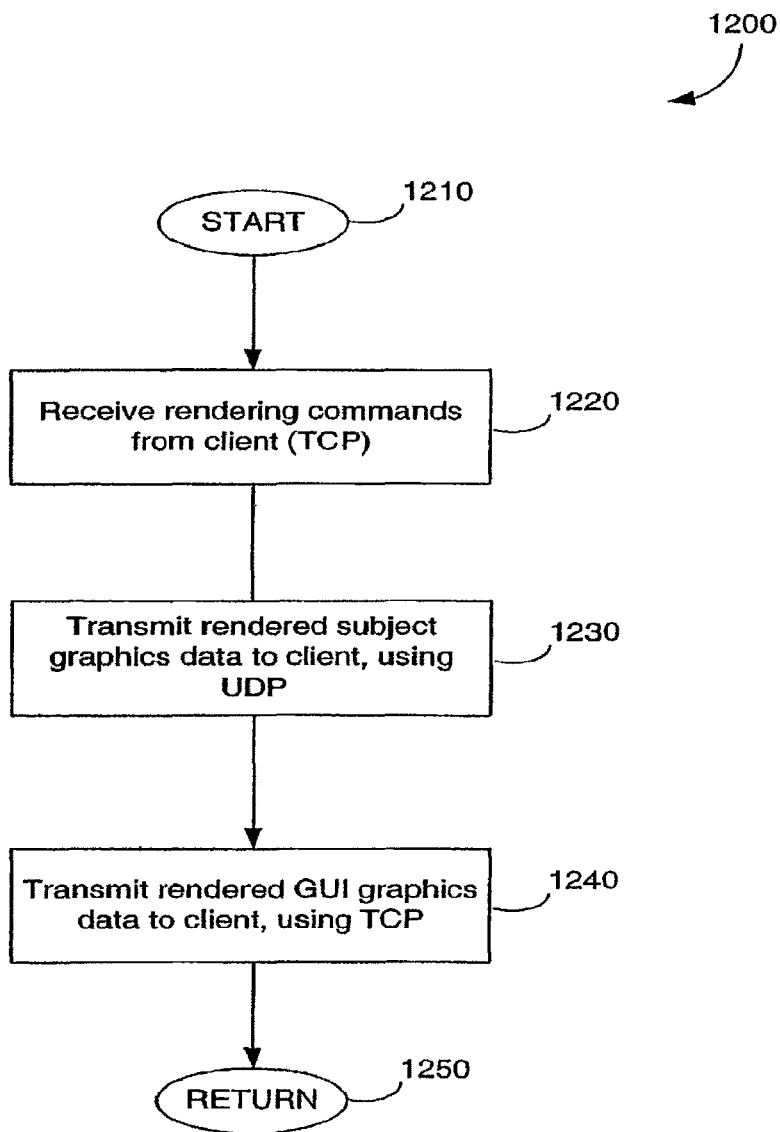 1200
START
1210
Receive rendering commands
from client (TCP)
1220
Transmit rendered subject
graphics data to client, using
UDP
1230
Transmit rendered GUI graphics
data to client, using TCP
1240
RETURN
1250